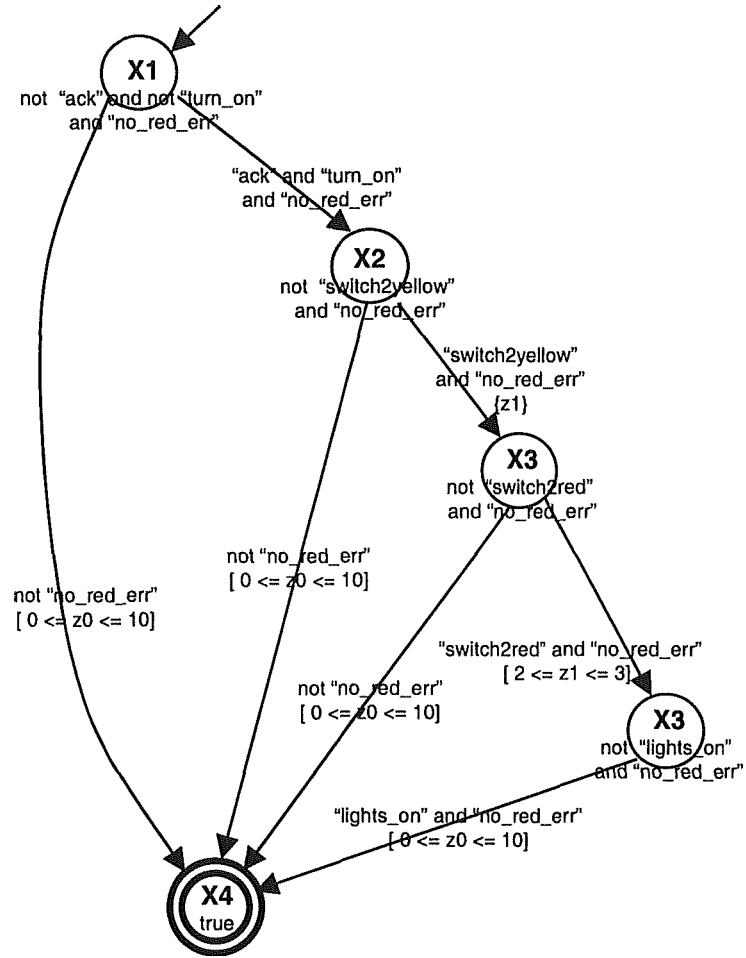 X1
not "ack" and not "turn_on"
and "no_red_err"
"ack" and "turn_on"
and "no_red_err"
X2
not "switch2yellow"
and "no_red_err"
"switch2yellow"
and "no_red_err"
{z1}
X3
not "switch2red"
and "no_red_err"
not "no_red_err"
[ 0 <= z0 <= 10]
not "no_red_err"
[ 0 <= z0 <= 10]
"switch2red" and "no_red_err"
[ 2 <= z1 <= 3]
not "no_red_err"
[ 0 <= z0 <= 10]
X3
not "lights_on"
and "no_red_err"
"lights_on" and "no_red_err"
[ 0 <= z0 <= 10]
X4
true